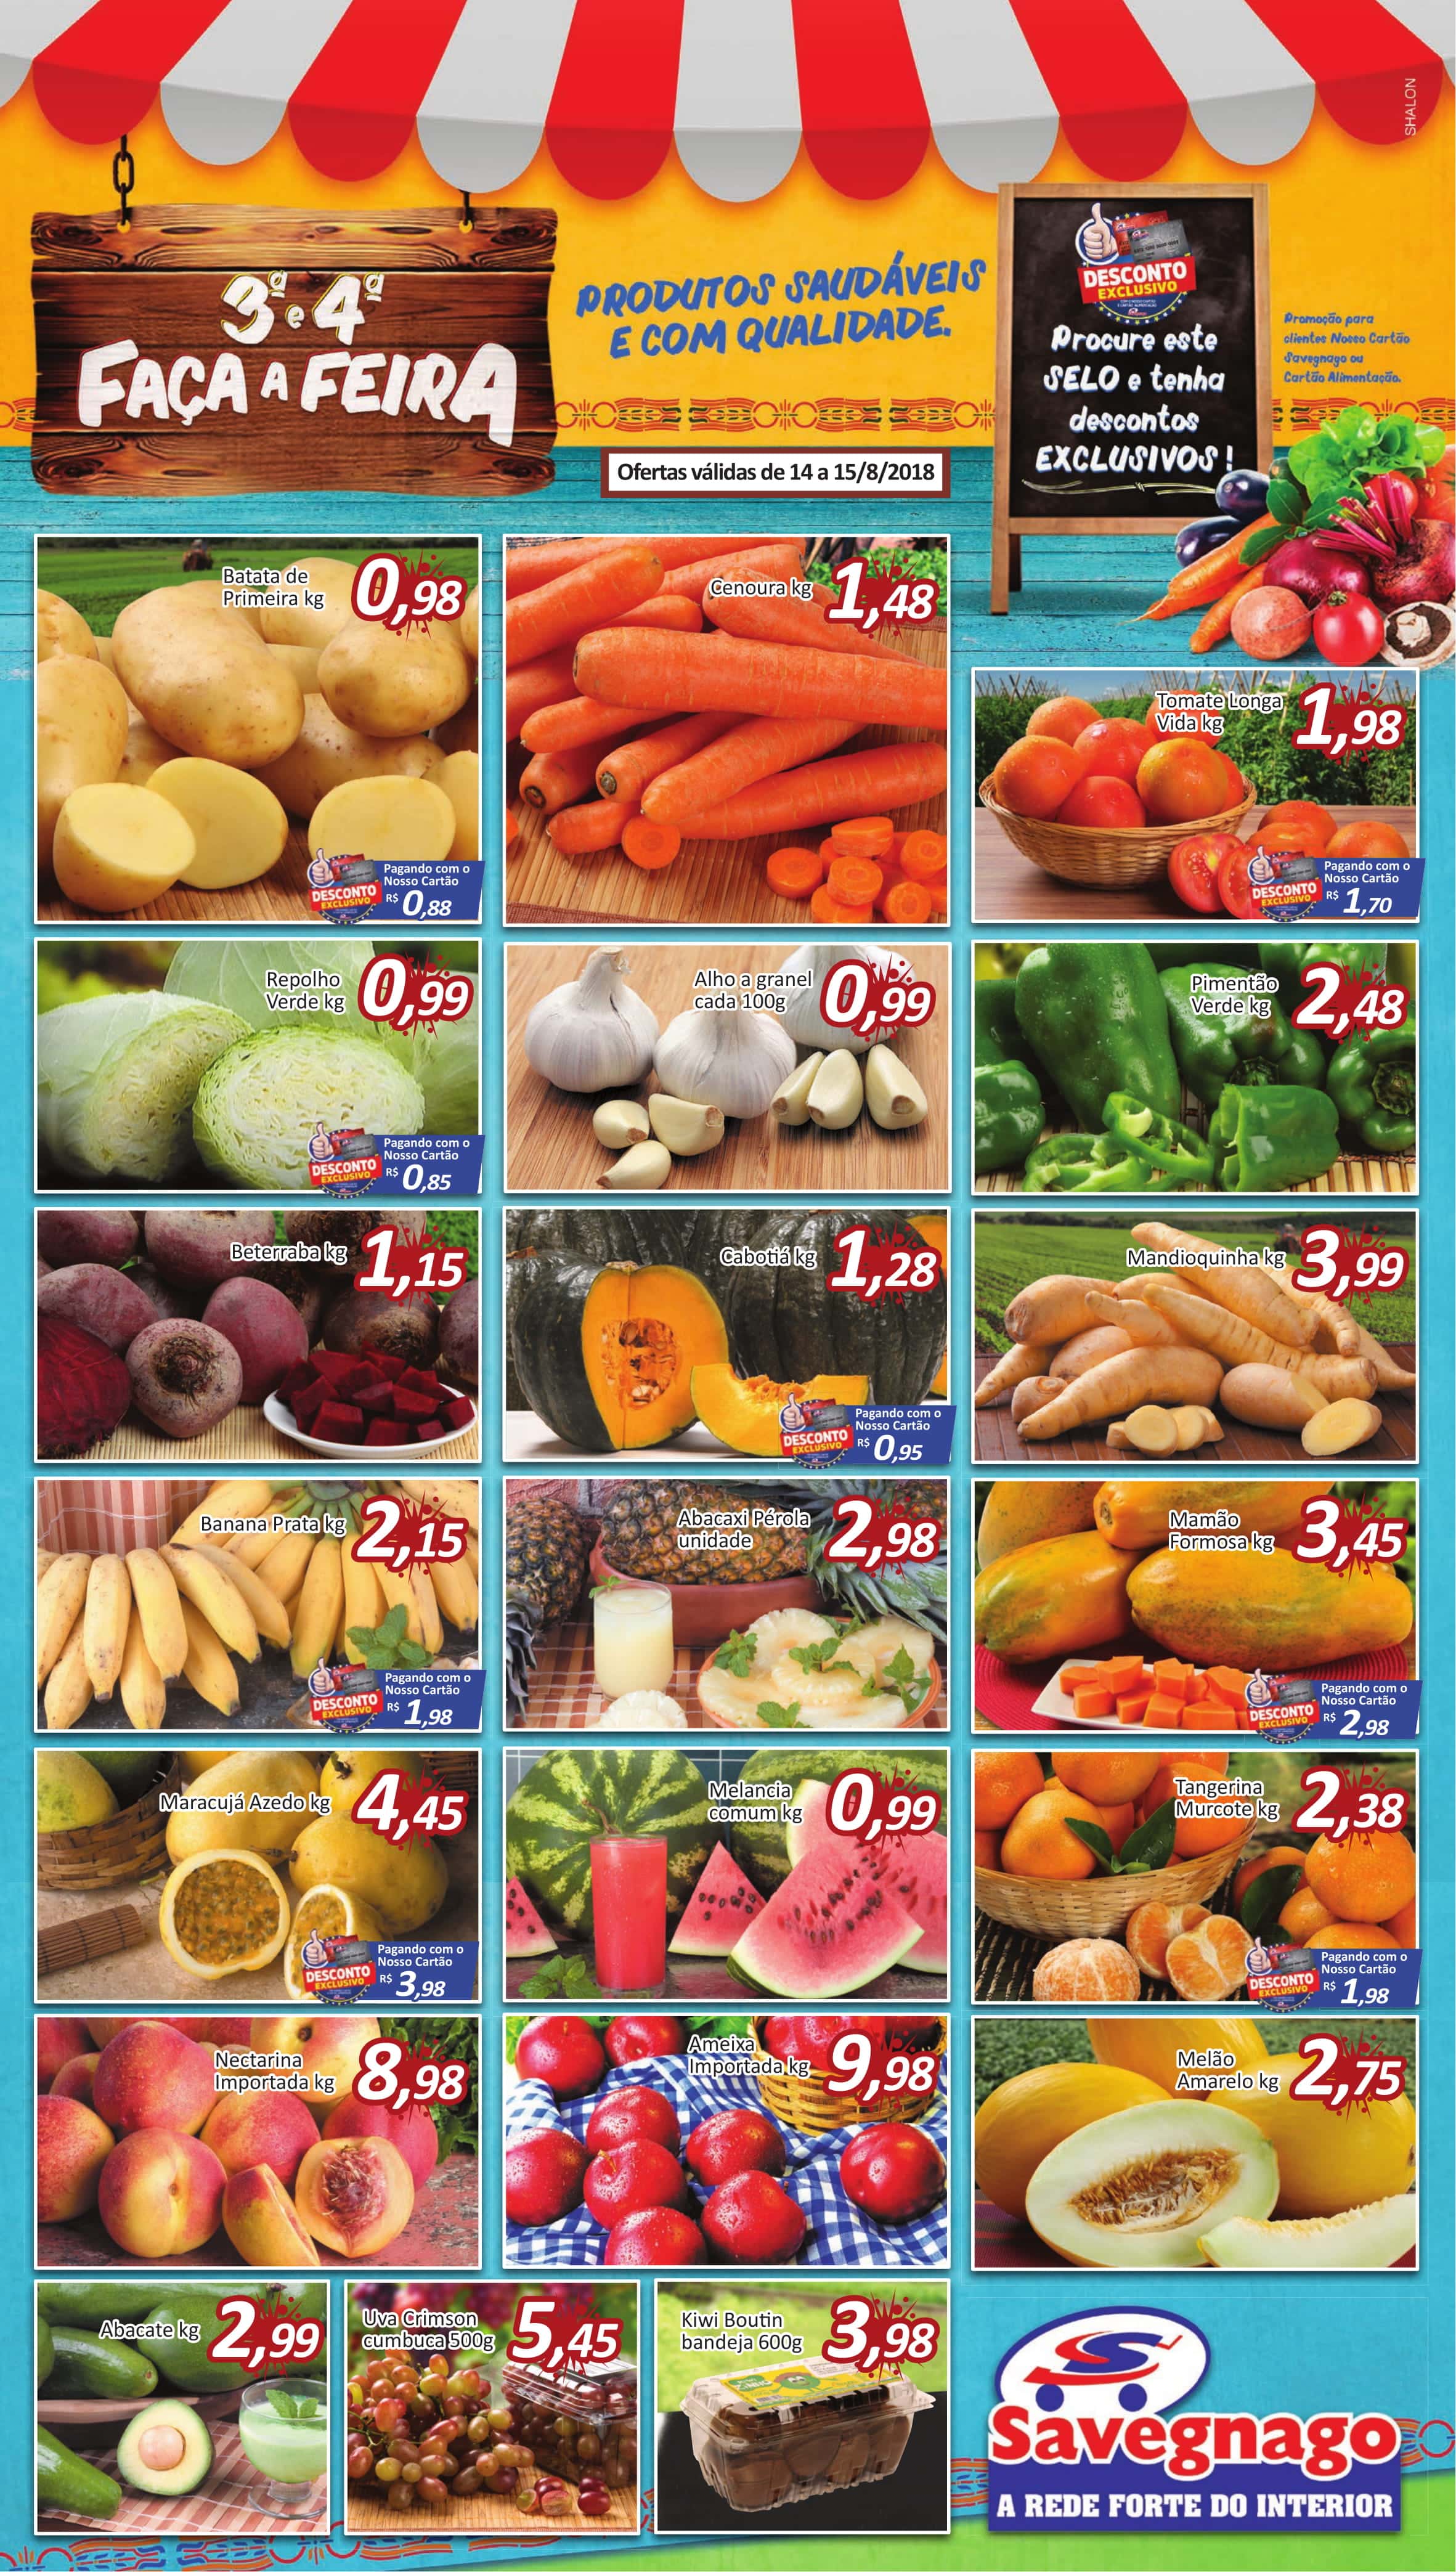 SHALON
3ª e 4ª
FAÇA A FEIRA
PRODUTOS SAUDÁVEIS
E COM QUALIDADE.
DESCONTO
EXCLUSIVO
Procure este
SELO e tenha
descontos
EXCLUSIVOS!
Promoção para
clientes Nosso Cartão
Savegnago ou
Cartão Alimentação.
Ofertas válidas de 14 a 15/8/2018
Batata de
Primeira kg
0,98
DESCONTO
EXCLUSIVO
Pagando com o
Nosso Cartão
R$ 0,88
Cenoura kg
1,48
Tomate Longa
Vida kg
1,98
DESCONTO
EXCLUSIVO
Pagando com o
Nosso Cartão
R$ 1,70
Repolho
Verde kg
0,99
DESCONTO
EXCLUSIVO
Pagando com o
Nosso Cartão
R$ 0,85
Alho a granel
cada 100g
0,99
Pimentão
Verde kg
2,48
Beterraba kg
1,15
Cabotiá kg
1,28
DESCONTO
EXCLUSIVO
Pagando com o
Nosso Cartão
R$ 0,95
Mandioquinha kg
3,99
Banana Prata kg
2,15
DESCONTO
EXCLUSIVO
Pagando com o
Nosso Cartão
R$ 1,98
Abacaxi Pérola
unidade
2,98
Mamão
Formosa kg
3,45
DESCONTO
EXCLUSIVO
Pagando com o
Nosso Cartão
R$ 2,98
Maracujá Azedo kg
4,45
DESCONTO
EXCLUSIVO
Pagando com o
Nosso Cartão
R$ 3,98
Melancia
comum kg
0,99
Tangerina
Murcote kg
2,38
DESCONTO
EXCLUSIVO
Pagando com o
Nosso Cartão
R$ 1,98
Nectarina
Importada kg
8,98
Ameixa
Importada kg
9,98
Melão
Amarelo kg
2,75
Abacate kg
2,99
Uva Crimson
cumbuca 500g
5,45
Kiwi Boutin
bandeja 600g
3,98
Savegnago
A REDE FORTE DO INTERIOR